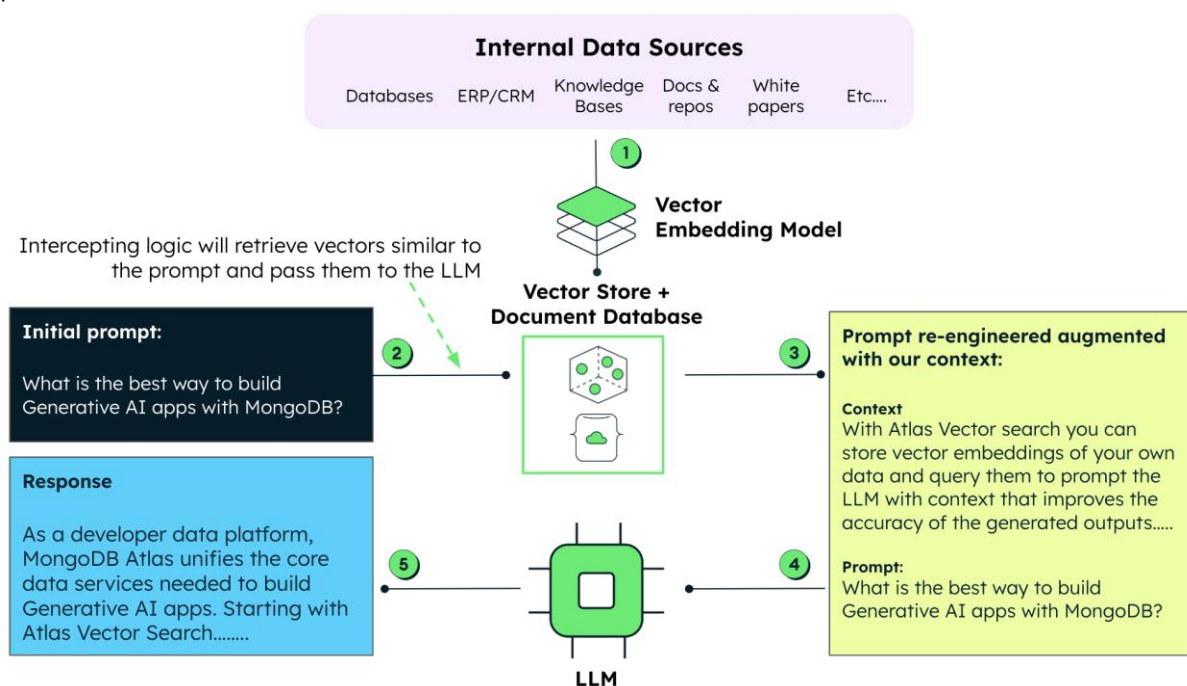 Internal Data Sources
Databases
ERP/CRM
Knowledge
Bases
Docs &
repos
White
papers
Etc....
1
Vector
Embedding Model
Intercepting logic will retrieve vectors similar to
the prompt and pass them to the LLM
Vector Store +
Document Database
Initial prompt:
What is the best way to build
Generative AI apps with MongoDB?
2
3
Prompt re-engineered augmented
with our context:
Context
With Atlas Vector search you can
store vector embeddings of your own
data and query them to prompt the
LLM with context that improves the
accuracy of the generated outputs.....
Prompt:
What is the best way to build
Generative AI apps with MongoDB?
4
LLM
5
Response
As a developer data platform,
MongoDB Atlas unifies the core
data services needed to build
Generative AI apps. Starting with
Atlas Vector Search........